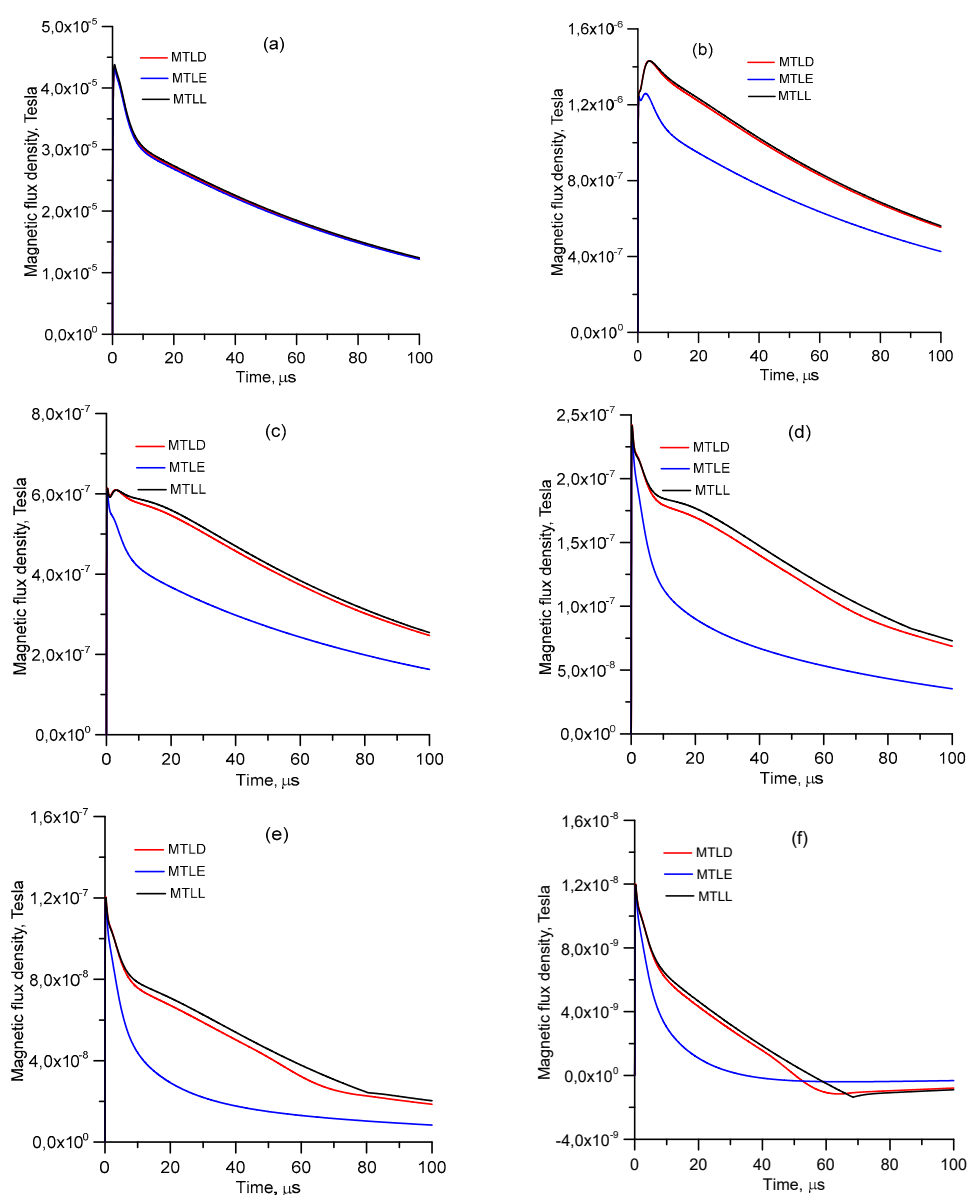 (a)
MTLD
MTLE
MTLL
Magnetic flux density, Tesla
5,0x10⁻⁵
4,0x10⁻⁵
3,0x10⁻⁵
2,0x10⁻⁵
1,0x10⁻⁵
0,0x10⁰
0 20 40 60 80 100
Time, μs
(b)
MTLD
MTLE
MTLL
Magnetic flux density, Tesla
1,6x10⁻⁶
1,2x10⁻⁶
8,0x10⁻⁷
4,0x10⁻⁷
0,0x10⁰
0 20 40 60 80 100
Time, μs
(c)
MTLD
MTLE
MTLL
Magnetic flux density, Tesla
8,0x10⁻⁷
6,0x10⁻⁷
4,0x10⁻⁷
2,0x10⁻⁷
0,0x10⁰
0 20 40 60 80 100
Time, μs
(d)
MTLD
MTLE
MTLL
Magnetic flux density, Tesla
2,5x10⁻⁷
2,0x10⁻⁷
1,5x10⁻⁷
1,0x10⁻⁷
5,0x10⁻⁸
0,0x10⁰
0 20 40 60 80 100
Time, μs
(e)
MTLD
MTLE
MTLL
Magnetic flux density, Tesla
1,6x10⁻⁷
1,2x10⁻⁷
8,0x10⁻⁸
4,0x10⁻⁸
0,0x10⁰
0 20 40 60 80 100
Time, μs
(f)
MTLD
MTLE
MTLL
Magnetic flux density, Tesla
1,6x10⁻⁸
1,2x10⁻⁸
8,0x10⁻⁹
4,0x10⁻⁹
0,0x10⁰
-4,0x10⁻⁹
0 20 40 60 80 100
Time, μs